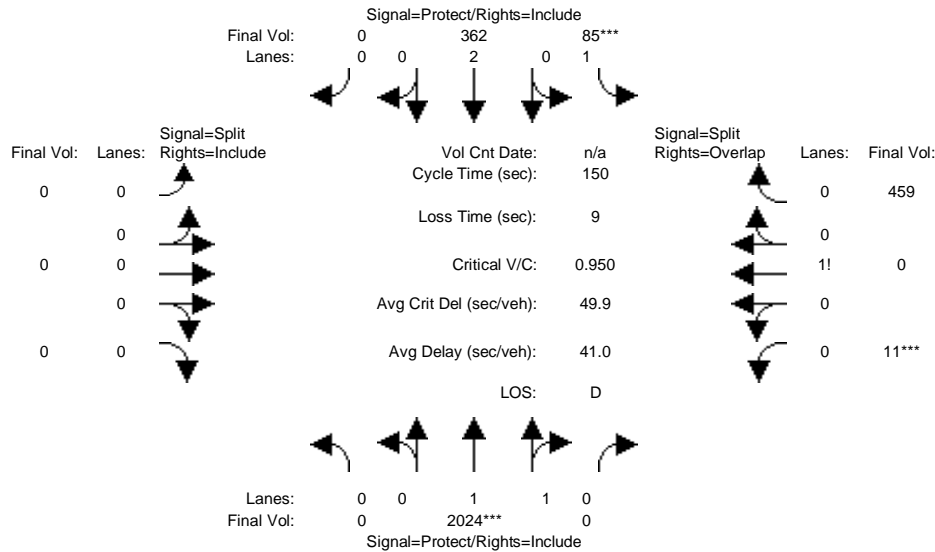 Signal=Protect/Rights=Include
Final Vol: 0 362 85***
Lanes: 0 0 2 0 1
Signal=Split Signal=Split
Final Vol: Lanes: Rights=Include Vol Cnt Date: n/a Rights=Overlap Lanes: Final Vol:
Cycle Time (sec): 150
0 0 0 459
Loss Time (sec): 9
0 0
0 0 Critical V/C: 0.950 1! 0
0 Avg Crit Del (sec/veh): 49.9 0
0 0 Avg Delay (sec/veh): 41.0 0 11***
LOS: D
Lanes: 0 0 1 1 0
Final Vol: 0 2024*** 0
Signal=Protect/Rights=Include